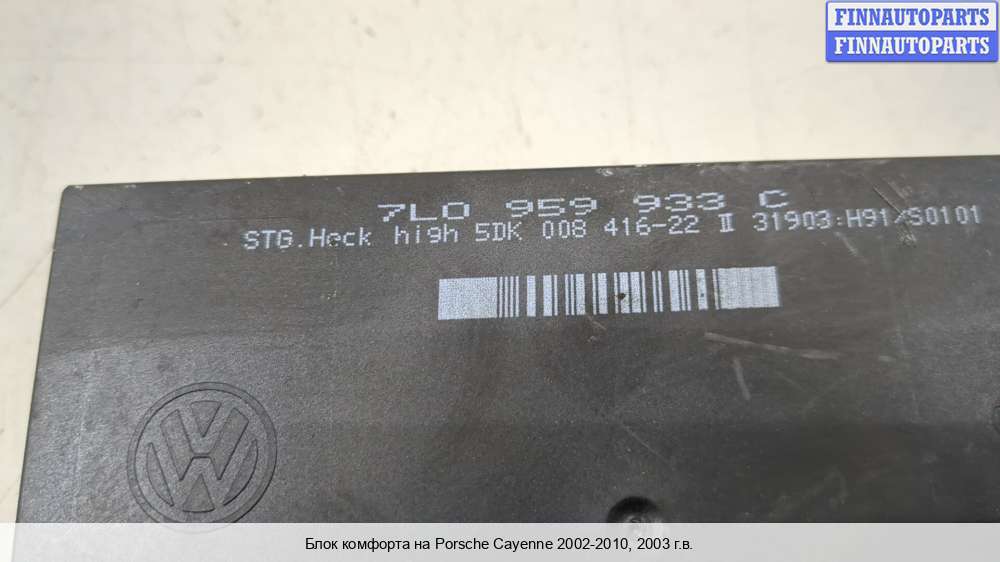 FINNAUTOPARTS
FINNAUTOPARTS
7L0 959 933 C
STG.Heck high 5DK 008 416-22 II 31903:H91/S0101
VW
Блок комфорта на Porsche Cayenne 2002-2010, 2003 г.в.